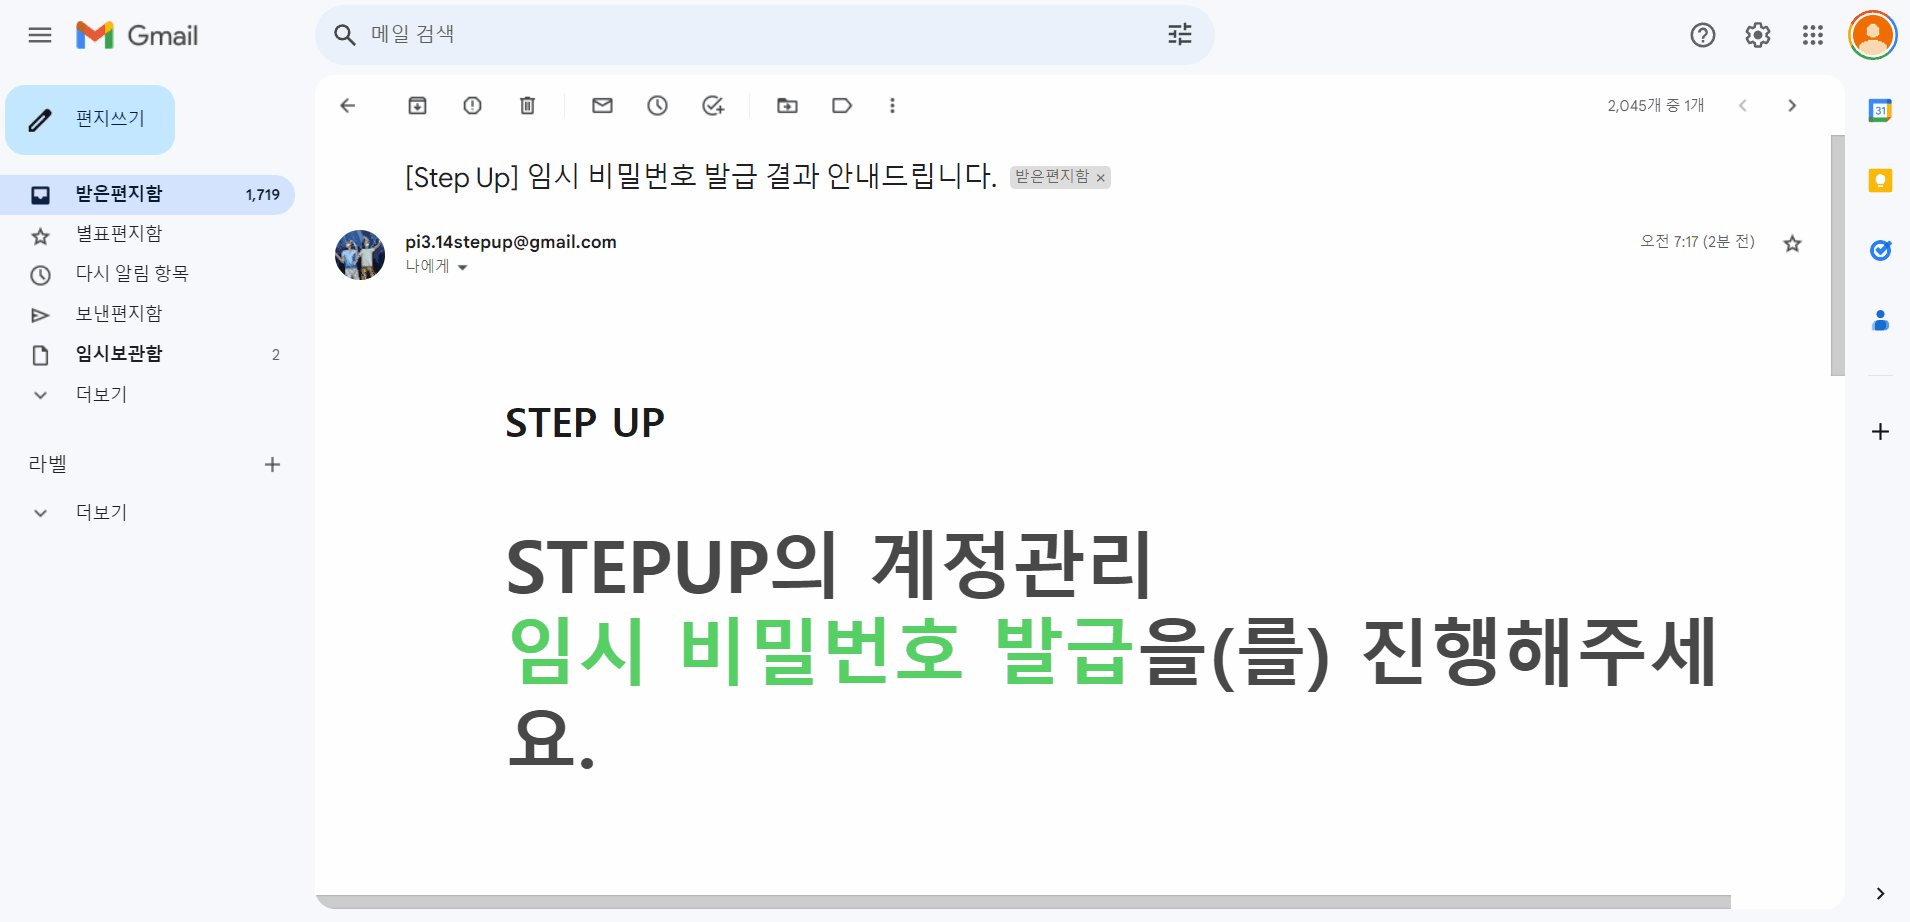 Gmail
메일 검색
편지쓰기
받은편지함 1,719
별표편지함
다시 알림 항목
보낸편지함
임시보관함 2
더보기
라벨
더보기
2,045개 중 1개
[Step Up] 임시 비밀번호 발급 결과 안내드립니다. 받은편지함 ×
pi3.14stepup@gmail.com
오전 7:17 (2분 전)
나에게
STEP UP
STEPUP의 계정관리
임시 비밀번호 발급을(를) 진행해주세
요.
31